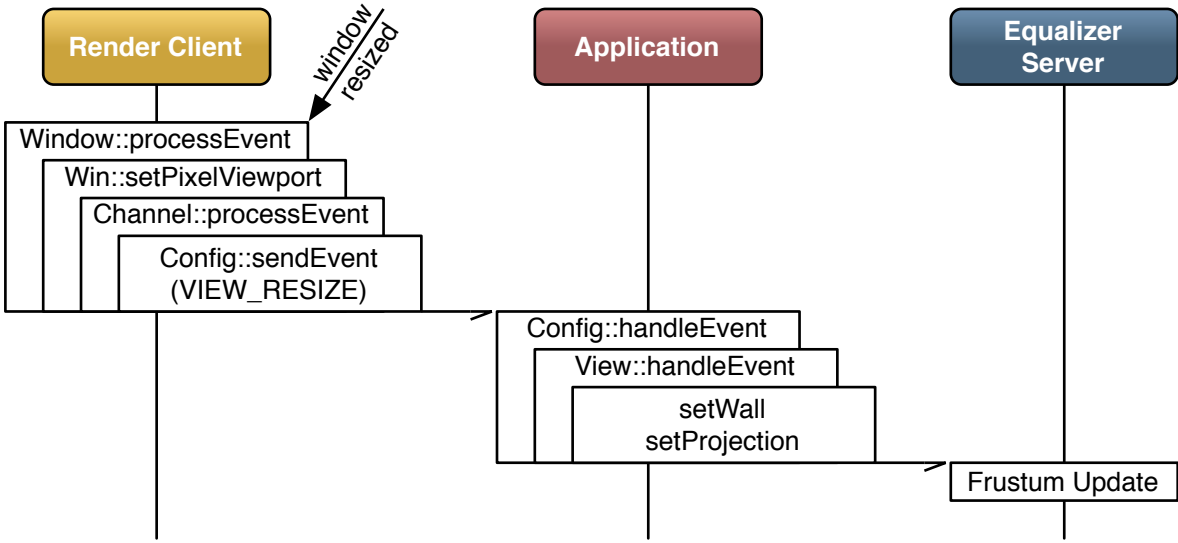 Render Client
window
resized
Application
Equalizer
Server
Window::processEvent
Win::setPixelViewport
Channel::processEvent
Config::sendEvent
(VIEW_RESIZE)
Config::handleEvent
View::handleEvent
setWall
setProjection
Frustum Update